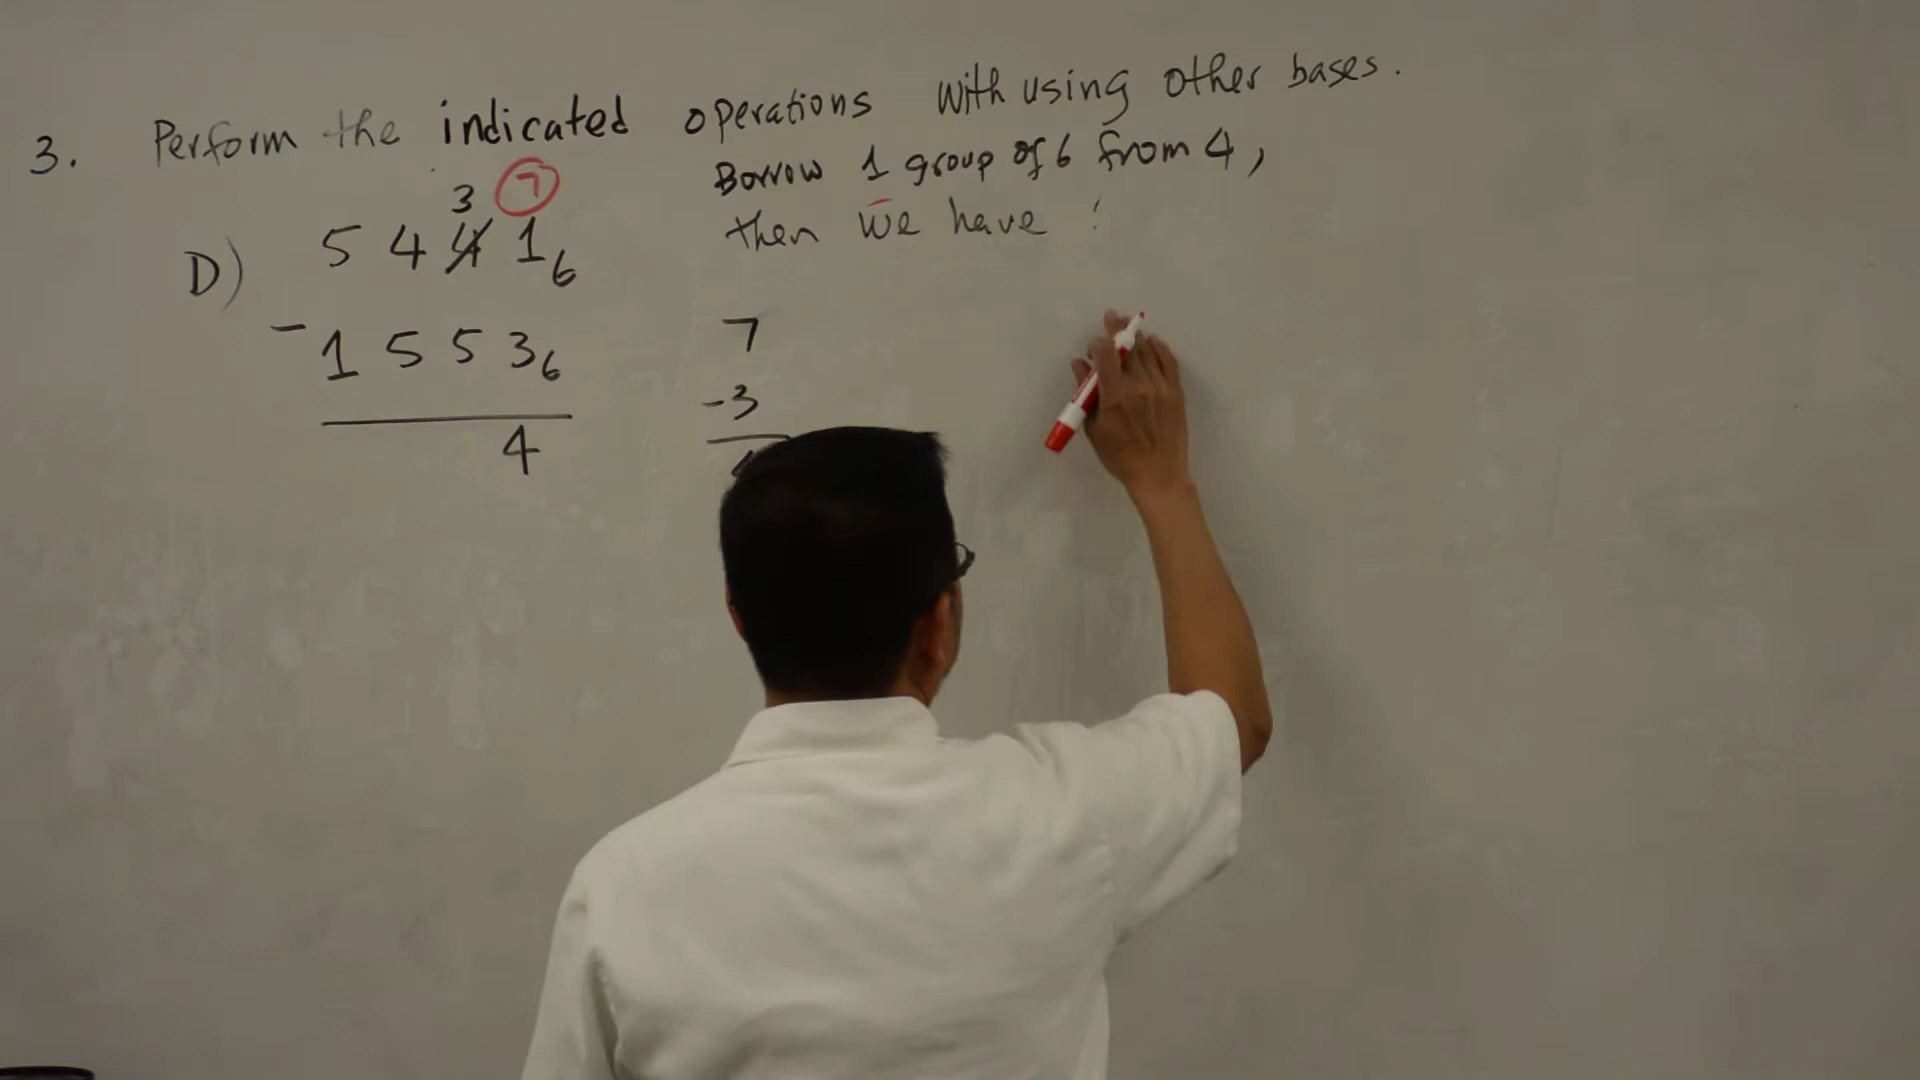 3. Perform the indicated operations with using other bases.
Borrow 1 group of 6 from 4,
then we have :
3 7
D) 5 4 4 1₆
- 1 5 5 3₆
4
7
-3